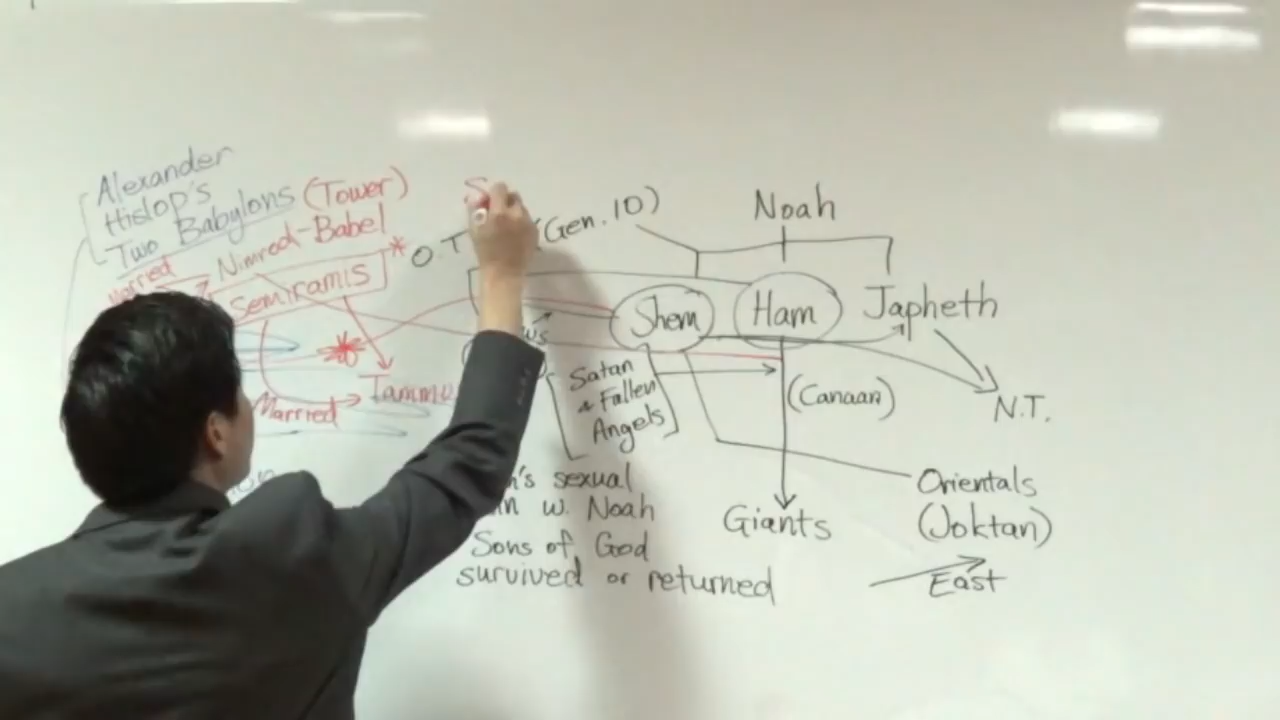 Alexander
Hislop's
Two Babylons (Tower)
Nimrod-Babel
Married
Semiramis *
Married
O.T
(Gen. 10)
Noah
Shem
Ham
Japheth
Satan
& Fallen
Angels
(Canaan)
N.T.
's sexual
w. Noah
Sons of God
survived or returned
Giants
Orientals
(Joktan)
East